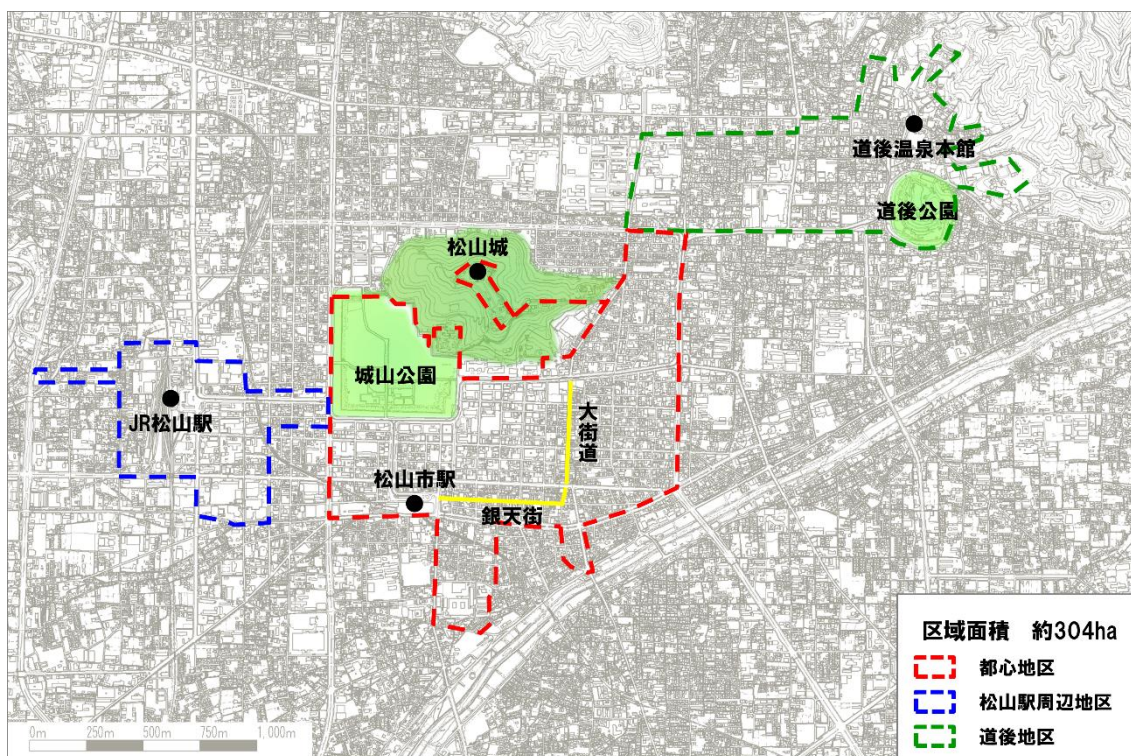 道後温泉本館
道後公園
松山城
城山公園
JR松山駅
大街道
松山市駅
銀天街
区域面積 約304ha
都心地区
松山駅周辺地区
道後地区
0m 250m 500m 750m 1,000m